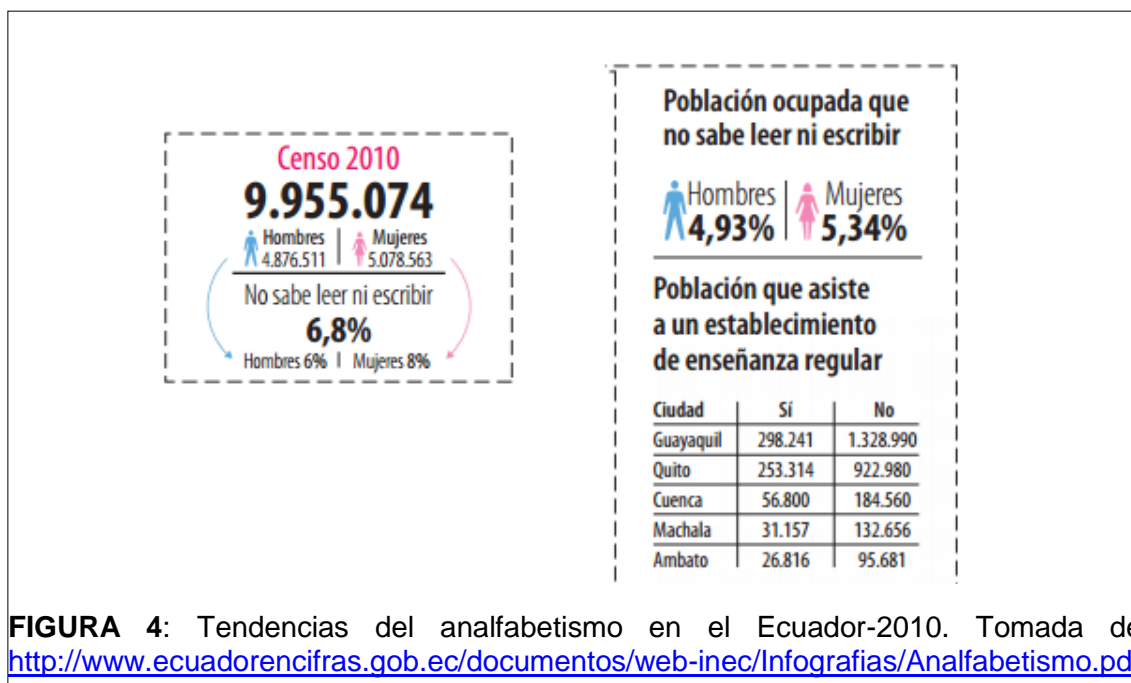 Censo 2010
9.955.074
Hombres | Mujeres
4.876.511 | 5.078.563
No sabe leer ni escribir
6,8%
Hombres 6% | Mujeres 8%
Población ocupada que
no sabe leer ni escribir
Hombres | Mujeres
4,93% | 5,34%
Población que asiste
a un establecimiento
de enseñanza regular
Ciudad | Sí | No
Guayaquil | 298.241 | 1.328.990
Quito | 253.314 | 922.980
Cuenca | 56.800 | 184.560
Machala | 31.157 | 132.656
Ambato | 26.816 | 95.681
FIGURA 4: Tendencias del analfabetismo en el Ecuador-2010. Tomada de
http://www.ecuadorencifras.gob.ec/documentos/web-inec/Infografias/Analfabetismo.pd